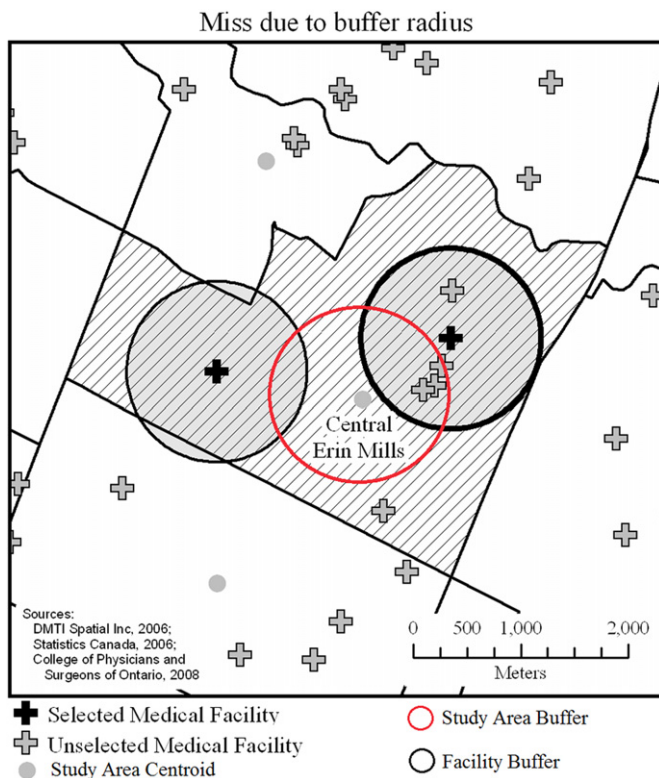 Miss due to buffer radius
Central
Erin Mills
Sources:
DMTI Spatial Inc, 2006;
Statistics Canada, 2006;
College of Physicians and
Surgeons of Ontario, 2008
0 500 1,000 2,000
Meters
Selected Medical Facility
Unselected Medical Facility
Study Area Centroid
Study Area Buffer
Facility Buffer